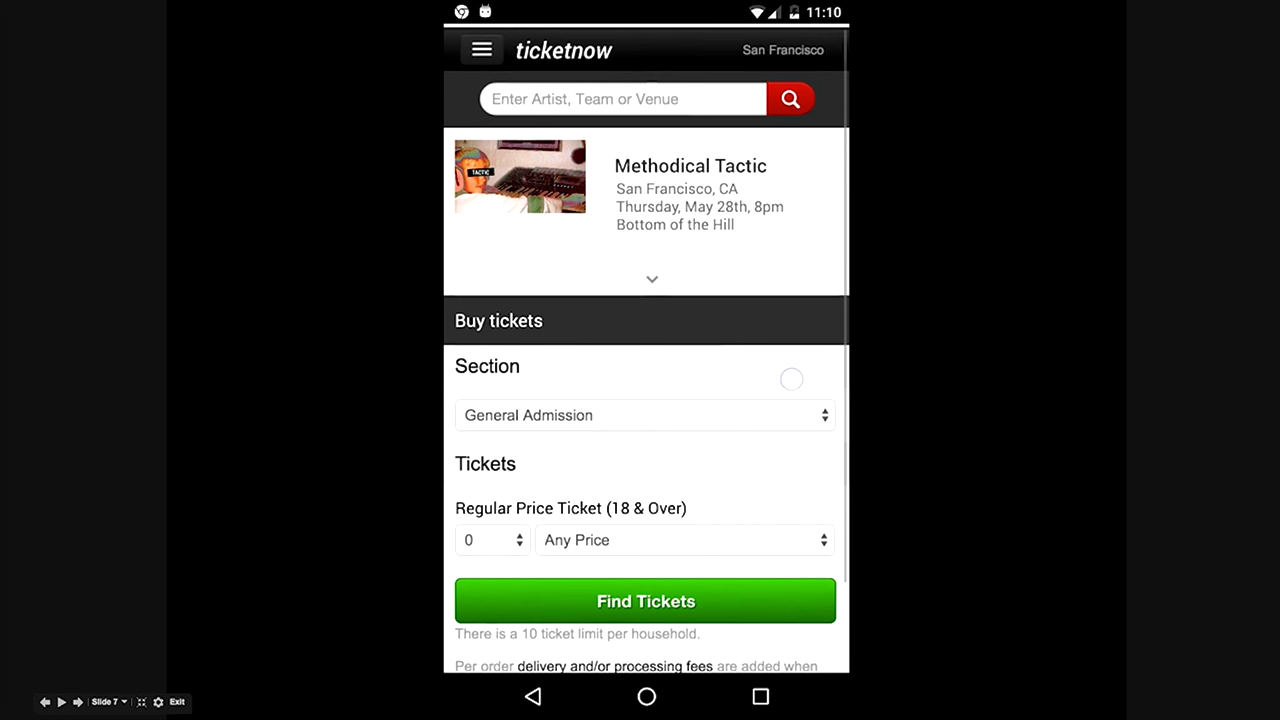 11:10
ticketnow
San Francisco
Enter Artist, Team or Venue
TACTIC
Methodical Tactic
San Francisco, CA
Thursday, May 28th, 8pm
Bottom of the Hill
Buy tickets
Section
General Admission
Tickets
Regular Price Ticket (18 & Over)
0 Any Price
Find Tickets
There is a 10 ticket limit per household.
Per order delivery and/or processing fees are added when
Slide 7 Exit